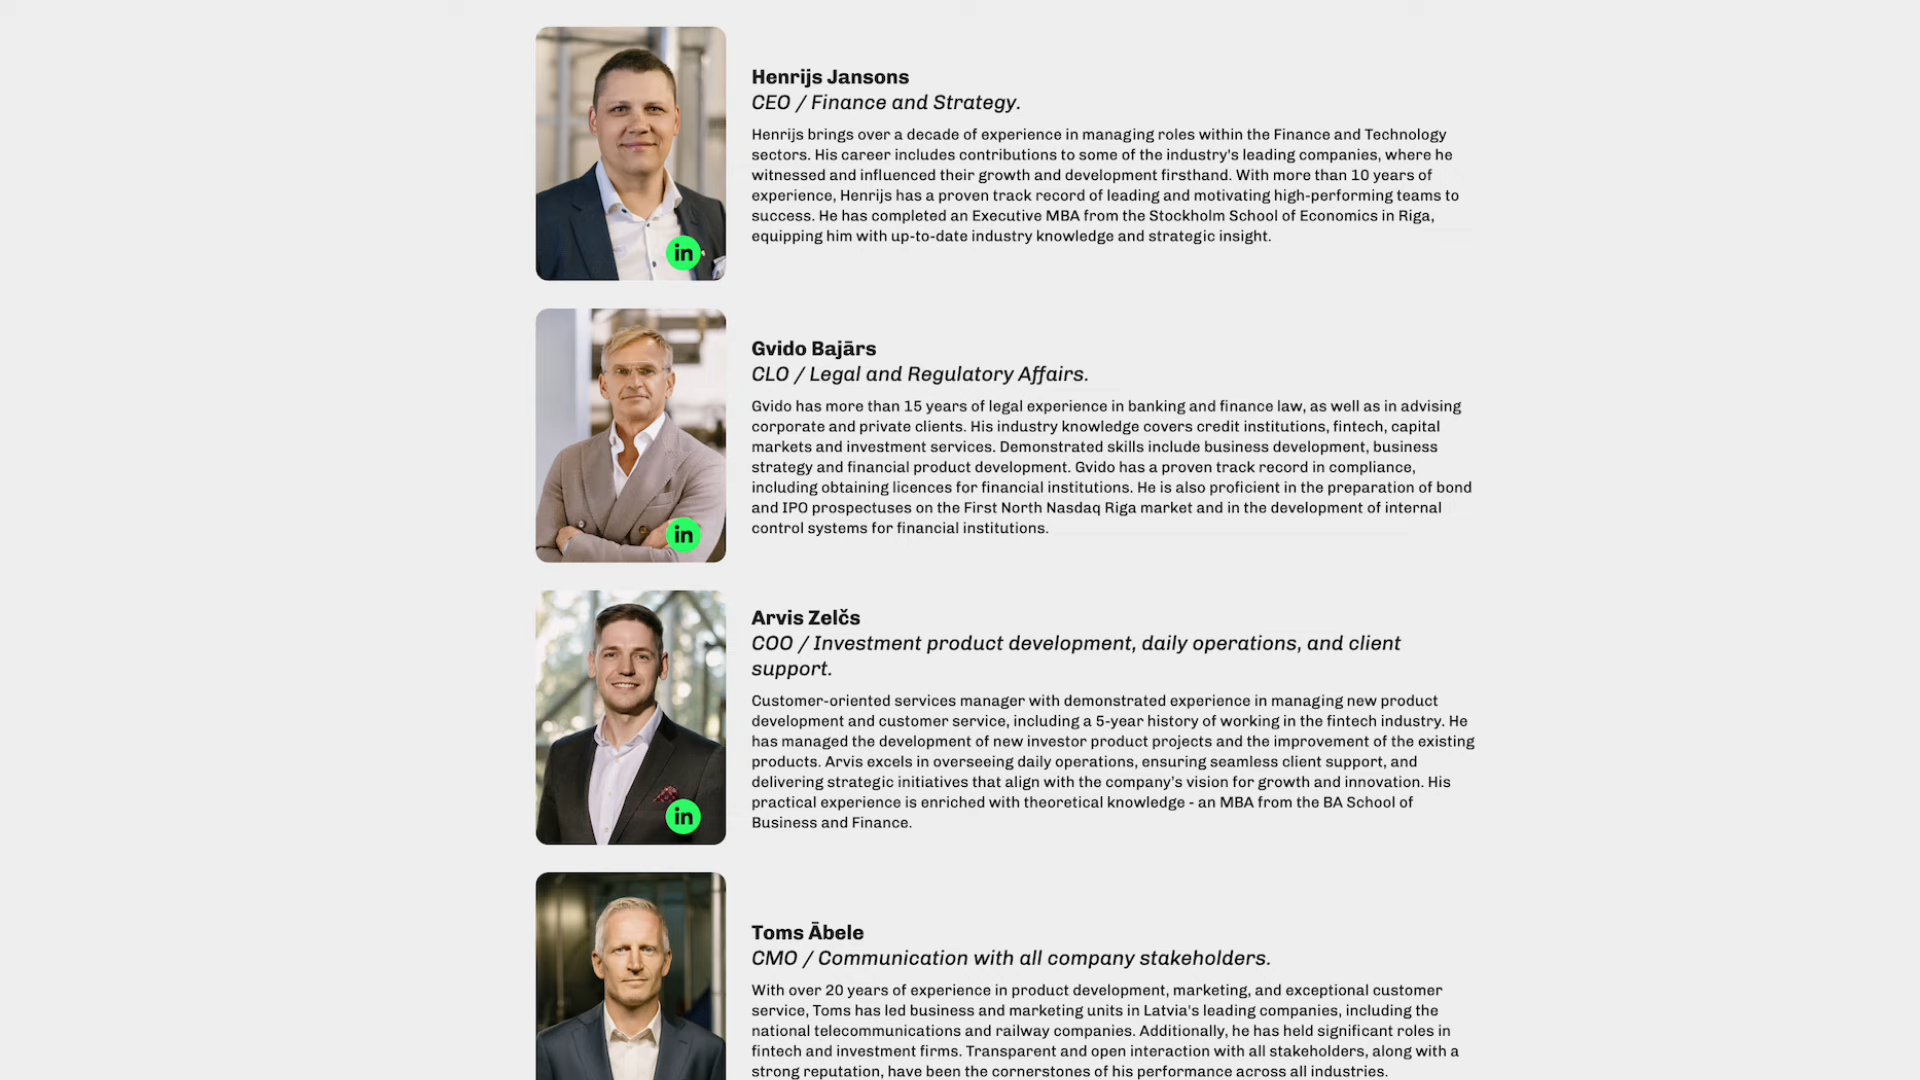 Henrijs Jansons
CEO / Finance and Strategy.
Henrijs brings over a decade of experience in managing roles within the Finance and Technology
sectors. His career includes contributions to some of the industry's leading companies, where he
witnessed and influenced their growth and development firsthand. With more than 10 years of
experience, Henrijs has a proven track record of leading and motivating high-performing teams to
success. He has completed an Executive MBA from the Stockholm School of Economics in Riga,
equipping him with up-to-date industry knowledge and strategic insight.
in
Gvido Bajārs
CLO / Legal and Regulatory Affairs.
Gvido has more than 15 years of legal experience in banking and finance law, as well as in advising
corporate and private clients. His industry knowledge covers credit institutions, fintech, capital
markets and investment services. Demonstrated skills include business development, business
strategy and financial product development. Gvido has a proven track record in compliance,
including obtaining licences for financial institutions. He is also proficient in the preparation of bond
and IPO prospectuses on the First North Nasdaq Riga market and in the development of internal
control systems for financial institutions.
in
Arvis Zelčs
COO / Investment product development, daily operations, and client
support.
Customer-oriented services manager with demonstrated experience in managing new product
development and customer service, including a 5-year history of working in the fintech industry. He
has managed the development of new investor product projects and the improvement of the existing
products. Arvis excels in overseeing daily operations, ensuring seamless client support, and
delivering strategic initiatives that align with the company's vision for growth and innovation. His
practical experience is enriched with theoretical knowledge - an MBA from the BA School of
Business and Finance.
in
Toms Ābele
CMO / Communication with all company stakeholders.
With over 20 years of experience in product development, marketing, and exceptional customer
service, Toms has led business and marketing units in Latvia's leading companies, including the
national telecommunications and railway companies. Additionally, he has held significant roles in
fintech and investment firms. Transparent and open interaction with all stakeholders, along with a
strong reputation, have been the cornerstones of his performance across all industries.